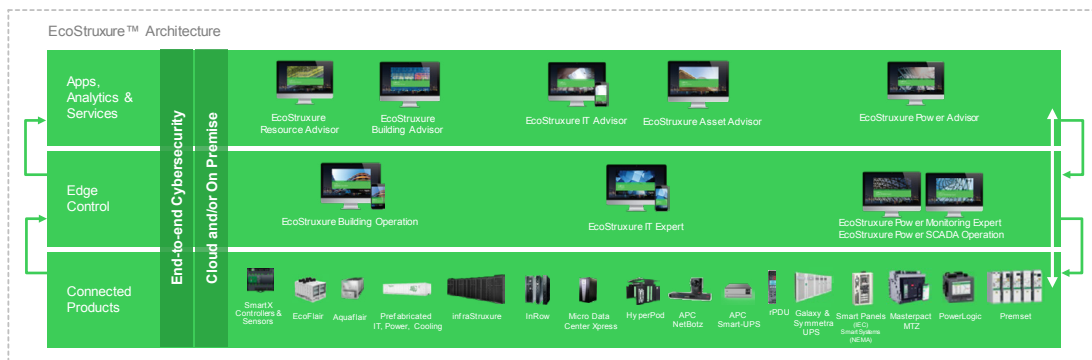 EcoStruxure™ Architecture
Apps,
Analytics &
Services
End-to-end Cybersecurity
Cloud and/or On Premise
EcoStruxure
Resource Advisor
EcoStruxure
Building Advisor
EcoStruxure IT Advisor
EcoStruxure Asset Advisor
EcoStruxure Power Advisor
Edge
Control
EcoStruxure Building Operation
EcoStruxure IT Expert
EcoStruxure Power Monitoring Expert
EcoStruxure Power SCADA Operation
Connected
Products
SmartX
Controllers &
Sensors
EcoFlair
Aquaflair
Prefabricated
IT, Power, Cooling
infraStruxure
InRow
Micro Data
Center Xpress
HyperPod
APC
NetBotz
APC
Smart-UPS
rPDU
Galaxy &
Symmetra
UPS
Smart Panels
(IEC)
Smart Systems
(NEMA)
Masterpact
MTZ
PowerLogic
Premset